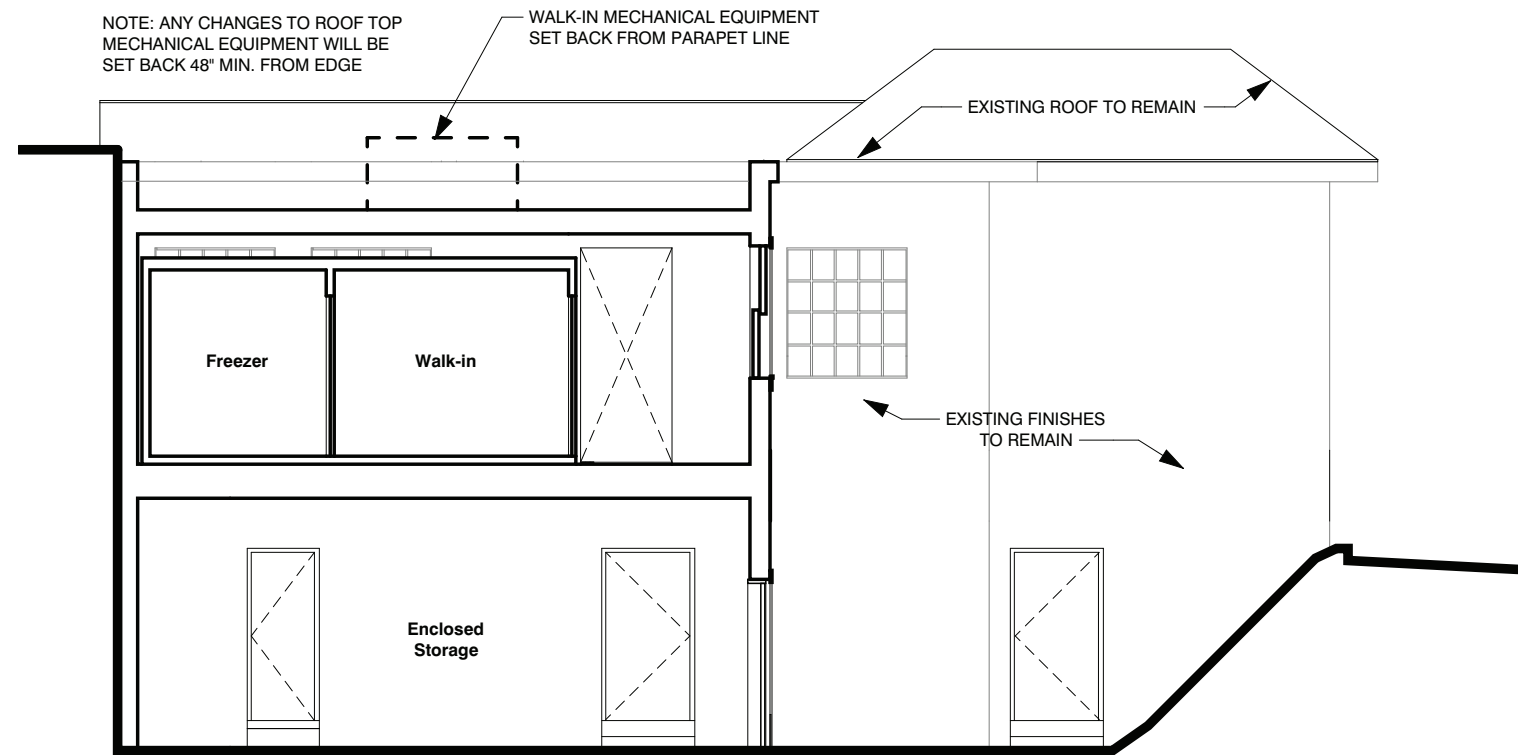 NOTE: ANY CHANGES TO ROOF TOP
MECHANICAL EQUIPMENT WILL BE
SET BACK 48" MIN. FROM EDGE
WALK-IN MECHANICAL EQUIPMENT
SET BACK FROM PARAPET LINE
EXISTING ROOF TO REMAIN
Freezer
Walk-in
EXISTING FINISHES
TO REMAIN
Enclosed
Storage